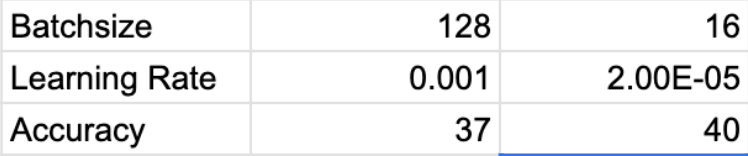 Batchsize 128 16
Learning Rate 0.001 2.00E-05
Accuracy 37 40